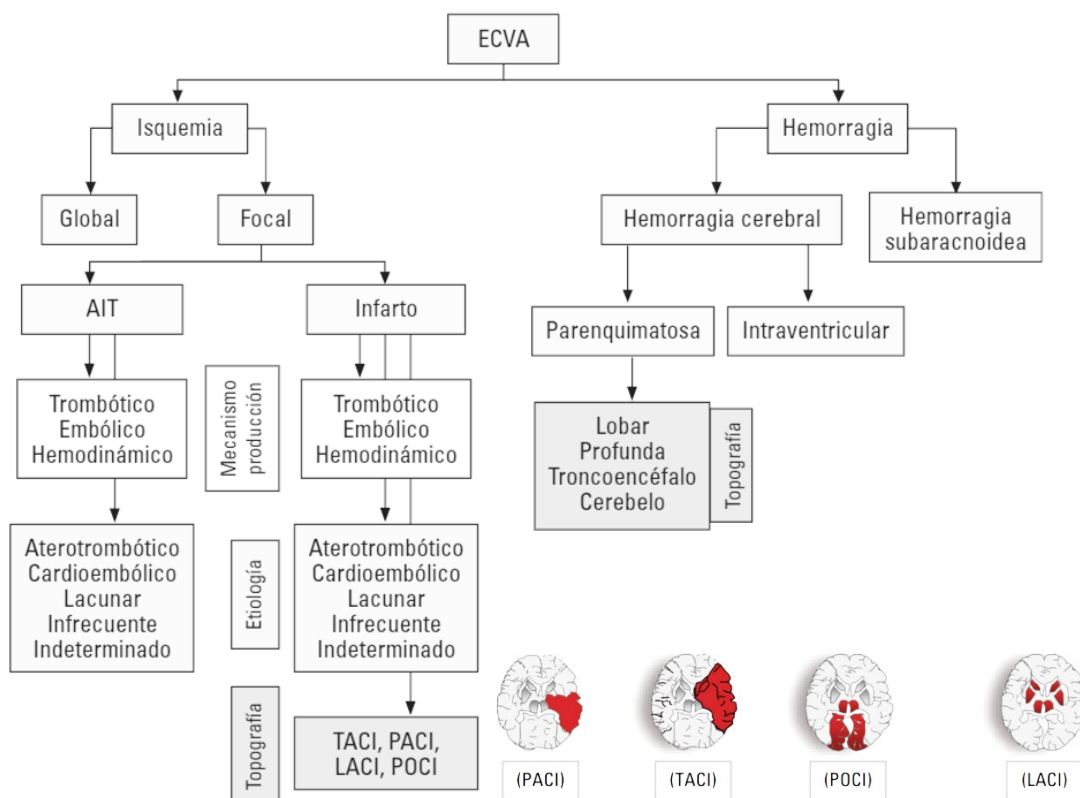 ECVA
Isquemia
Hemorragia
Global
Focal
Hemorragia cerebral
Hemorragia
subaracnoidea
AIT
Infarto
Parenquimatosa
Intraventricular
Trombótico
Embólico
Hemodinámico
Mecanismo
producción
Trombótico
Embólico
Hemodinámico
Lobar
Profunda
Troncoencéfalo
Cerebelo
Topografía
Aterotrombótico
Cardioembólico
Lacunar
Infrecuente
Indeterminado
Etiología
Aterotrombótico
Cardioembólico
Lacunar
Infrecuente
Indeterminado
Topografía
TACI, PACI,
LACI, POCI
(PACI)
(TACI)
(POCI)
(LACI)